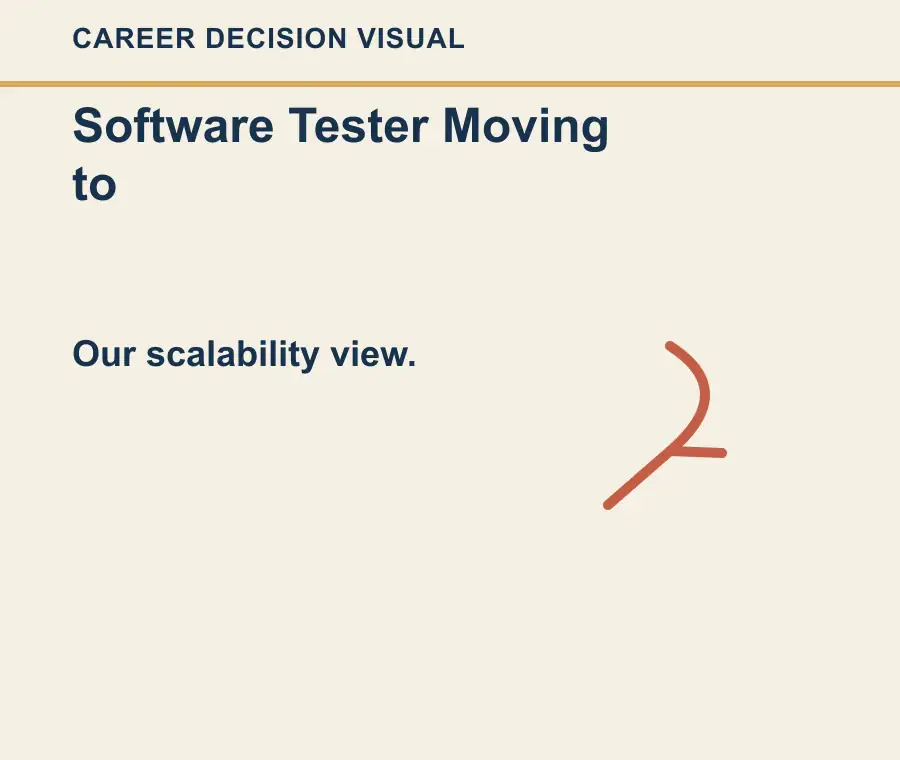 CAREER DECISION VISUAL
Software Tester Moving
to
Our scalability view.